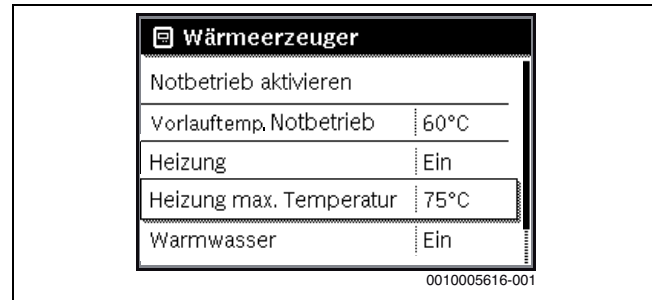 Wärmeerzeuger
Notbetrieb aktivieren
Vorlauftemp. Notbetrieb 60°C
Heizung Ein
Heizung max. Temperatur 75°C
Warmwasser Ein
0010005616-001